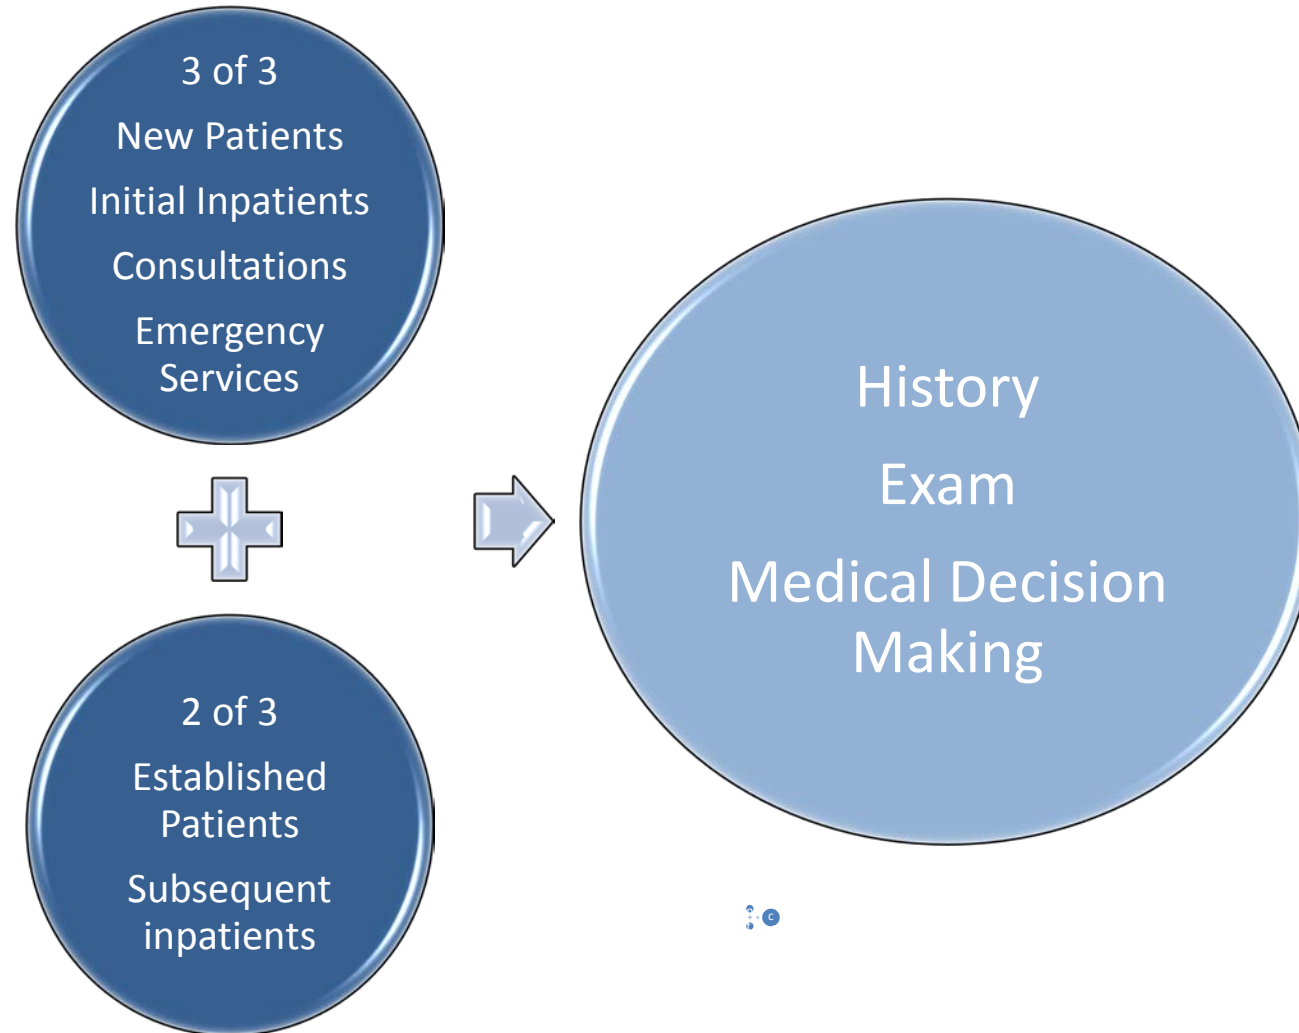 3 of 3
New Patients
Initial Inpatients
Consultations
Emergency
Services
2 of 3
Established
Patients
Subsequent
inpatients
History
Exam
Medical Decision
Making
C